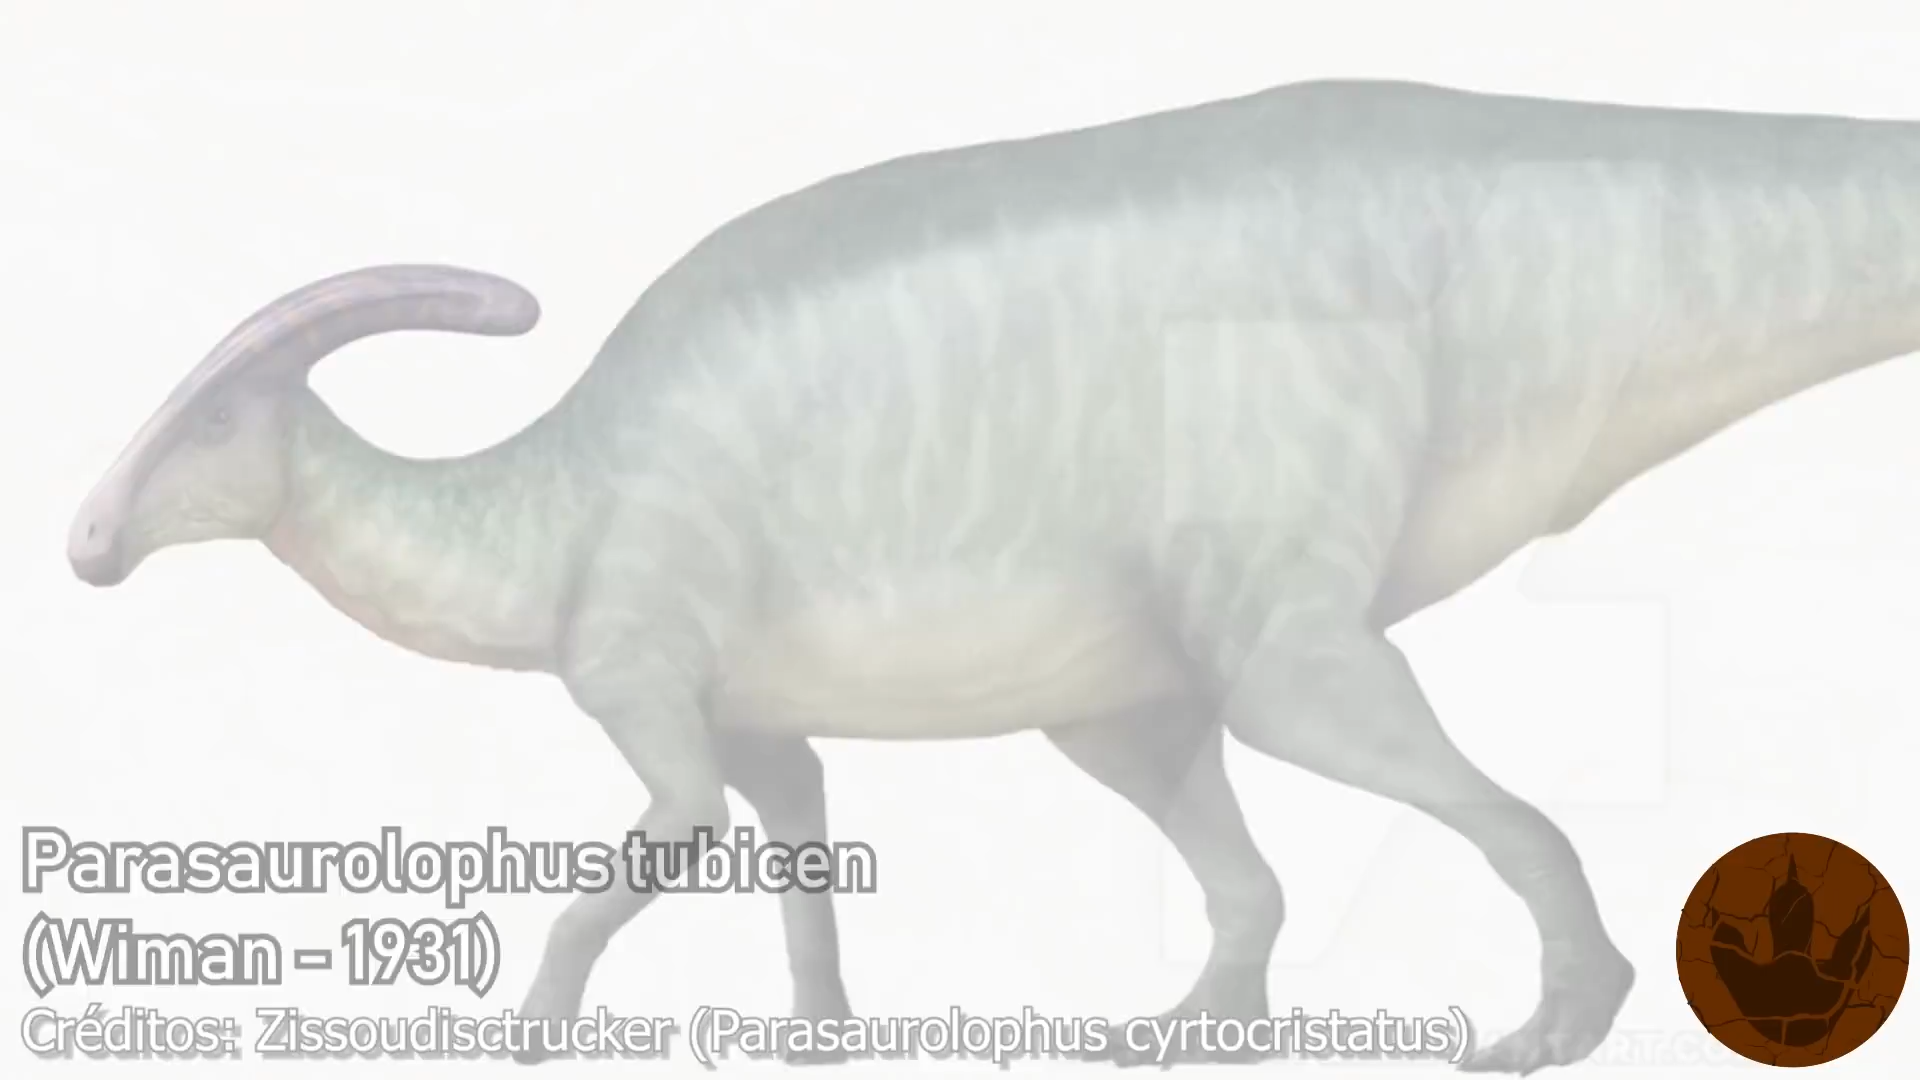 Parasaurolophus tubicen
(Wiman - 1931)
Créditos: Zissoudisctrucker (Parasaurolophus cyrtocristatus)